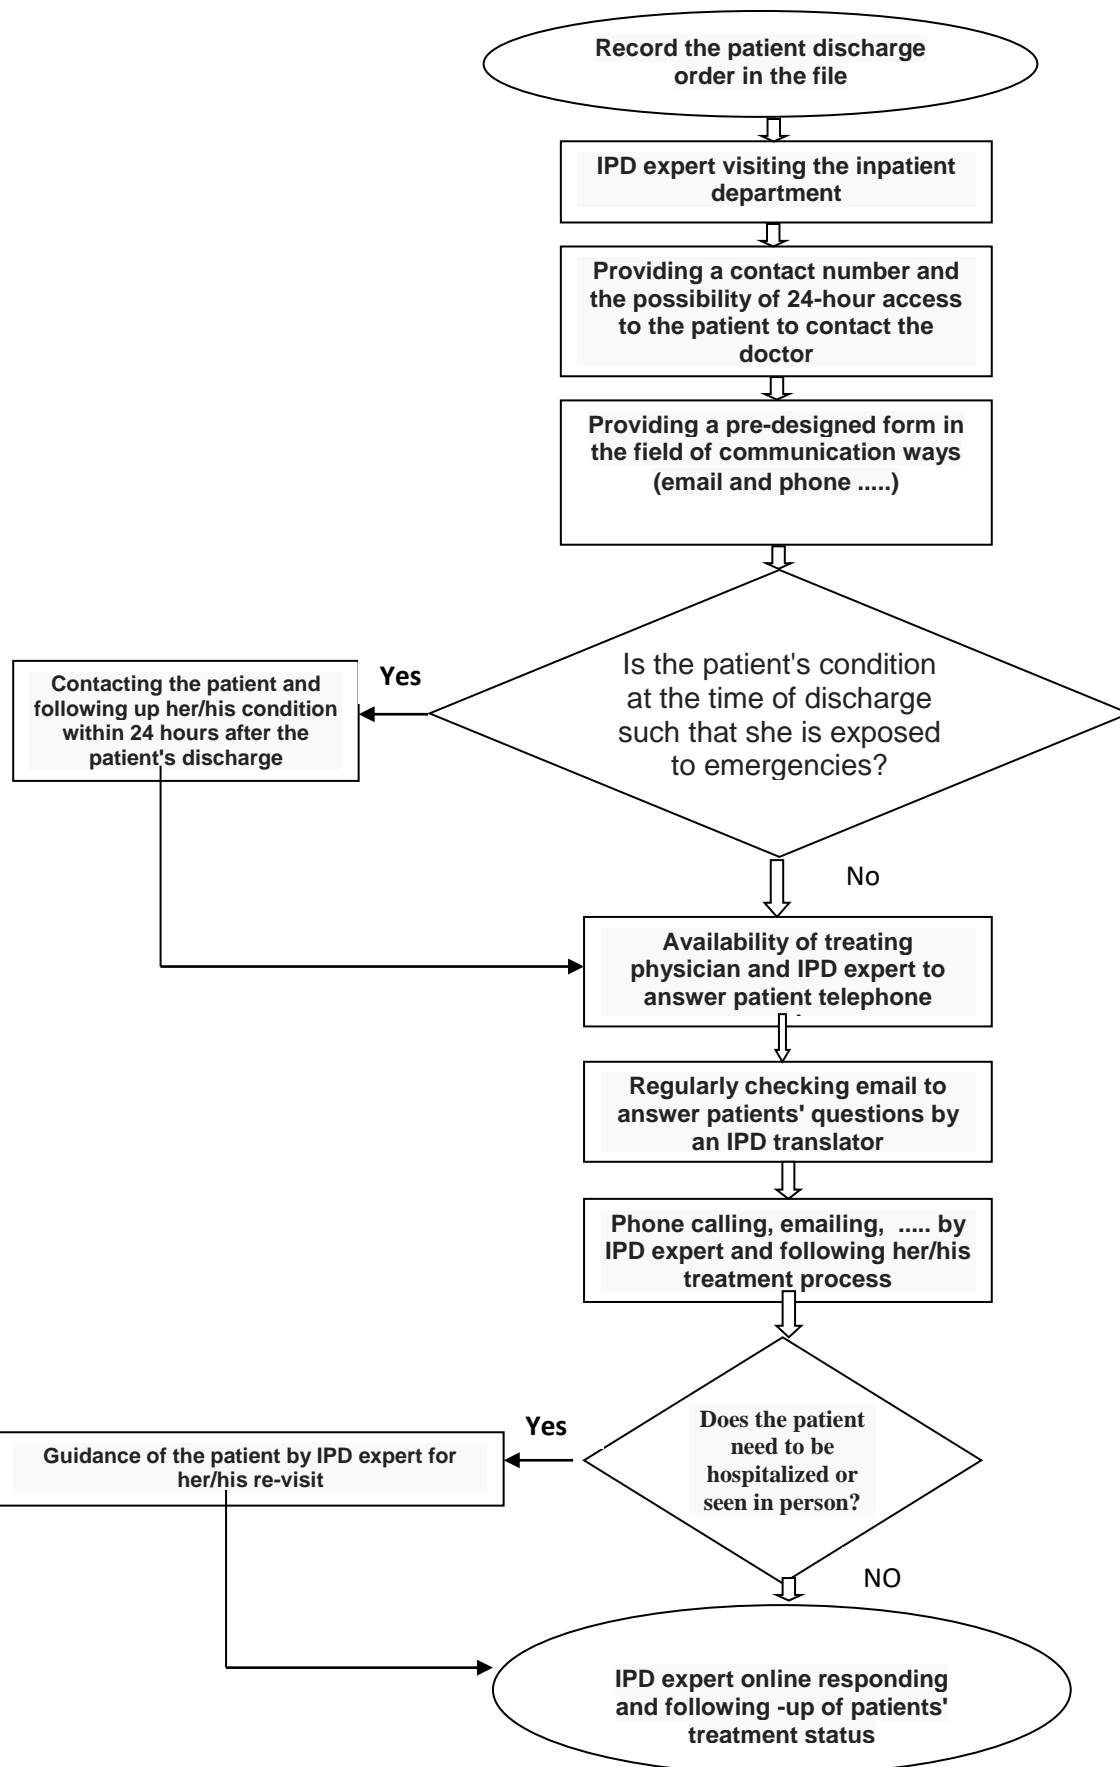 Record the patient discharge
order in the file
IPD expert visiting the inpatient
department
Providing a contact number and
the possibility of 24-hour access
to the patient to contact the
doctor
Providing a pre-designed form in
the field of communication ways
(email and phone .....)
Is the patient's condition
at the time of discharge
such that she is exposed
to emergencies?
Yes
Contacting the patient and
following up her/his condition
within 24 hours after the
patient's discharge
No
Availability of treating
physician and IPD expert to
answer patient telephone
Regularly checking email to
answer patients' questions by
an IPD translator
Phone calling, emailing, ..... by
IPD expert and following her/his
treatment process
Does the patient
need to be
hospitalized or
seen in person?
Yes
Guidance of the patient by IPD expert for
her/his re-visit
NO
IPD expert online responding
and following -up of patients'
treatment status